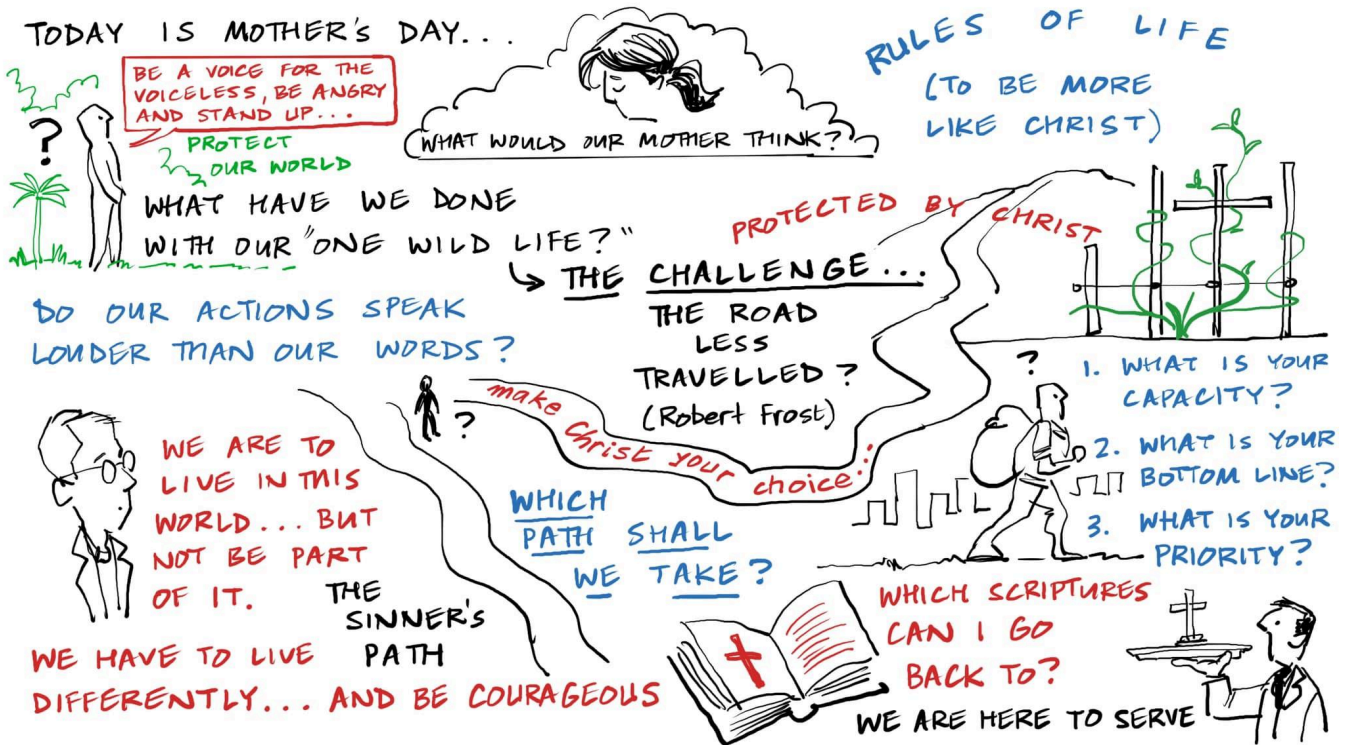 TODAY IS MOTHER'S DAY...
BE A VOICE FOR THE
VOICELESS, BE ANGRY
AND STAND UP...
?
PROTECT
OUR WORLD
WHAT WOULD OUR MOTHER THINK?
RULES OF LIFE
(TO BE MORE
LIKE CHRIST)
WHAT HAVE WE DONE
WITH OUR "ONE WILD LIFE?"
PROTECTED BY CHRIST
THE CHALLENGE...
THE ROAD
LESS
TRAVELLED?
(Robert Frost)
DO OUR ACTIONS SPEAK
LOUDER THAN OUR WORDS?
?
make Christ your choice...
WE ARE TO
LIVE IN THIS
WORLD... BUT
NOT BE PART
OF IT.
THE
SINNER'S
PATH
WHICH
PATH SHALL
WE TAKE?
?
1. WHAT IS YOUR
CAPACITY?
2. WHAT IS YOUR
BOTTOM LINE?
3. WHAT IS YOUR
PRIORITY?
WE HAVE TO LIVE
DIFFERENTLY... AND BE COURAGEOUS
WHICH SCRIPTURES
CAN I GO
BACK TO?
WE ARE HERE TO SERVE